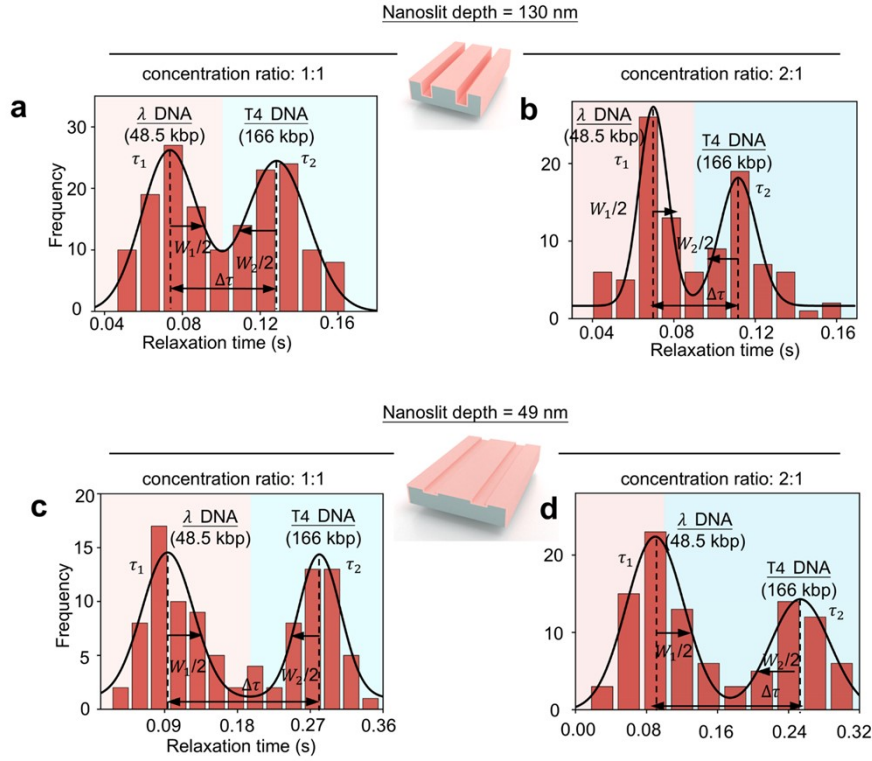 Nanoslit depth = 130 nm
concentration ratio: 1:1
concentration ratio: 2:1
a
λ DNA
(48.5 kbp)
T4 DNA
(166 kbp)
τ1
τ2
W1/2
W2/2
Δτ
Frequency
30
20
10
0
0.04
0.08
0.12
0.16
Relaxation time (s)
b
λ DNA
(48.5 kbp)
T4 DNA
(166 kbp)
τ1
τ2
W1/2
W2/2
Δτ
20
10
0
0.04
0.08
0.12
0.16
Relaxation time (s)
Nanoslit depth = 49 nm
concentration ratio: 1:1
concentration ratio: 2:1
c
λ DNA
(48.5 kbp)
T4 DNA
(166 kbp)
τ1
τ2
W1/2
W2/2
Δτ
Frequency
20
15
10
5
0
0.09
0.18
0.27
0.36
Relaxation time (s)
d
λ DNA
(48.5 kbp)
T4 DNA
(166 kbp)
τ1
τ2
W1/2
W2/2
Δτ
20
10
0
0.00
0.08
0.16
0.24
0.32